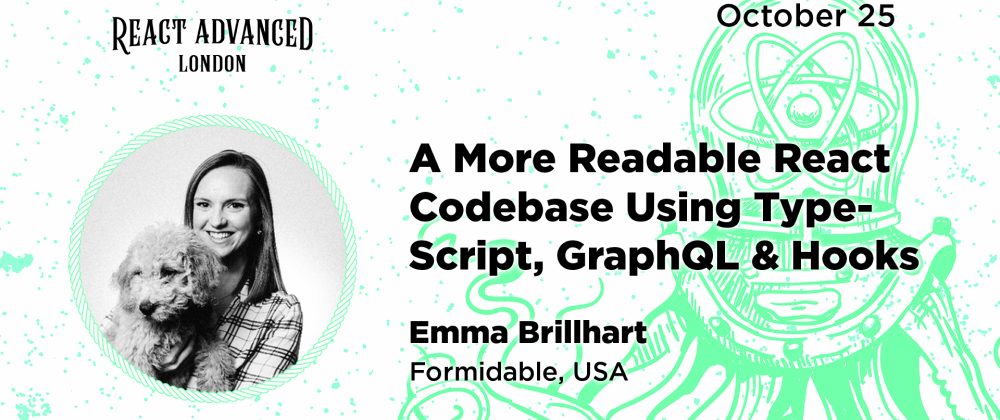 REACT ADVANCED
LONDON
October 25
A More Readable React
Codebase Using Type-
Script, GraphQL & Hooks
Emma Brillhart
Formidable, USA